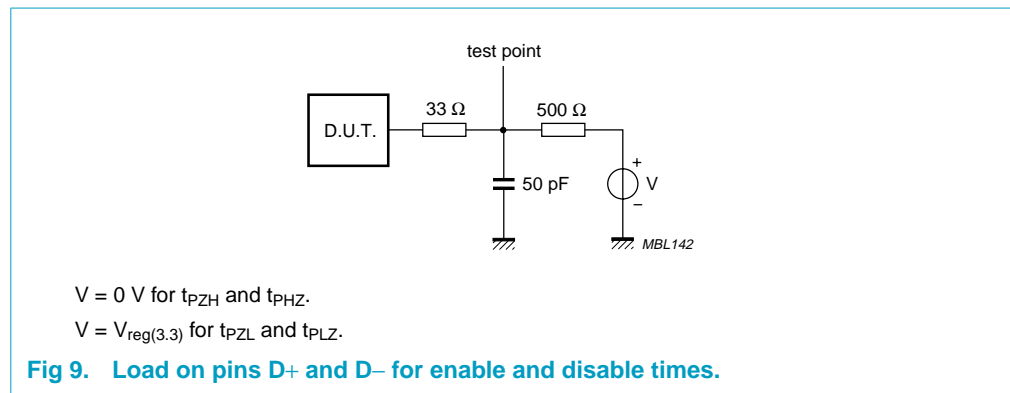 test point
33 Ω
500 Ω
D.U.T.
+
50 pF
V
−
MBL142
V = 0 V for tPZH and tPHZ.
V = Vreg(3.3) for tPZL and tPLZ.
Fig 9. Load on pins D+ and D− for enable and disable times.